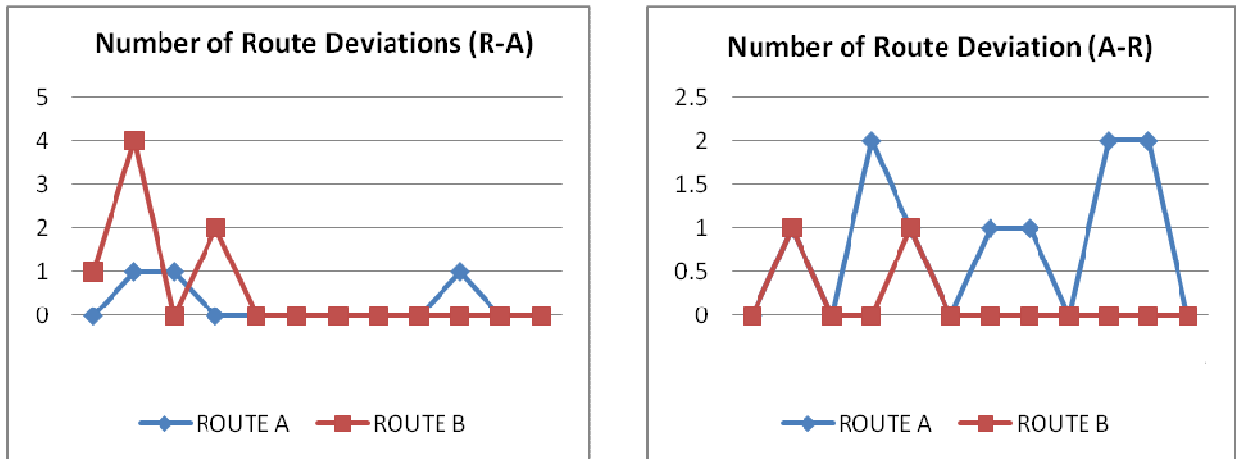 Number of Route Deviations (R-A)
5
4
3
2
1
0
ROUTE A
ROUTE B
Number of Route Deviation (A-R)
2.5
2
1.5
1
0.5
0
ROUTE A
ROUTE B